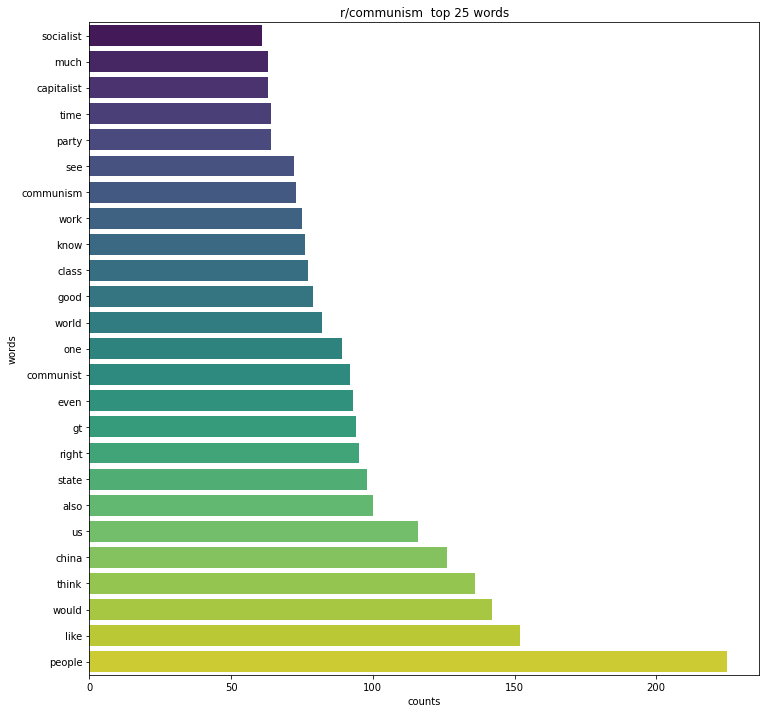 r/communism  top 25 words
socialist
much
capitalist
time
party
see
communism
work
know
class
good
world
one
communist
even
gt
right
state
also
us
china
think
would
like
people
words
0 50 100 150 200
counts